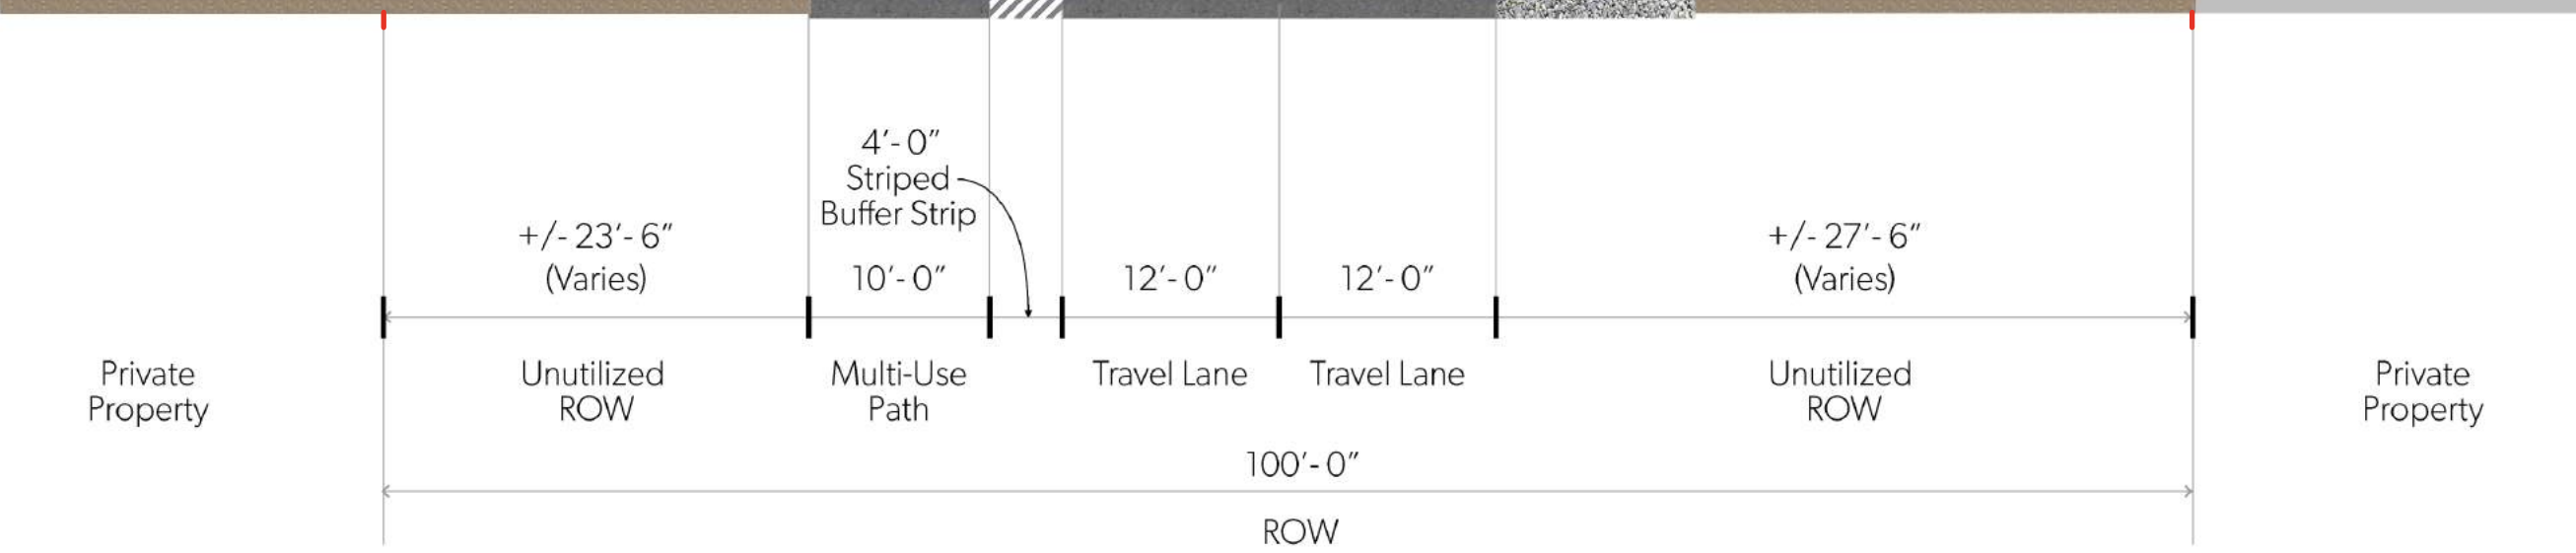 4'-0"
Striped
Buffer Strip
+/- 23'- 6"
(Varies)
10'-0"
12'-0"
12'-0"
+/- 27'- 6"
(Varies)
Private
Property
Unutilized
ROW
Multi-Use
Path
Travel Lane
Travel Lane
Unutilized
ROW
Private
Property
100'-0"
ROW